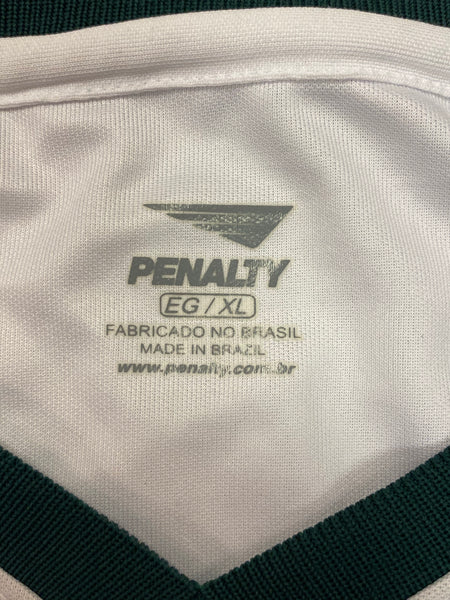 PENALTY
EG/XL
FABRICADO NO BRASIL
MADE IN BRAZIL
www.penalty.com.br